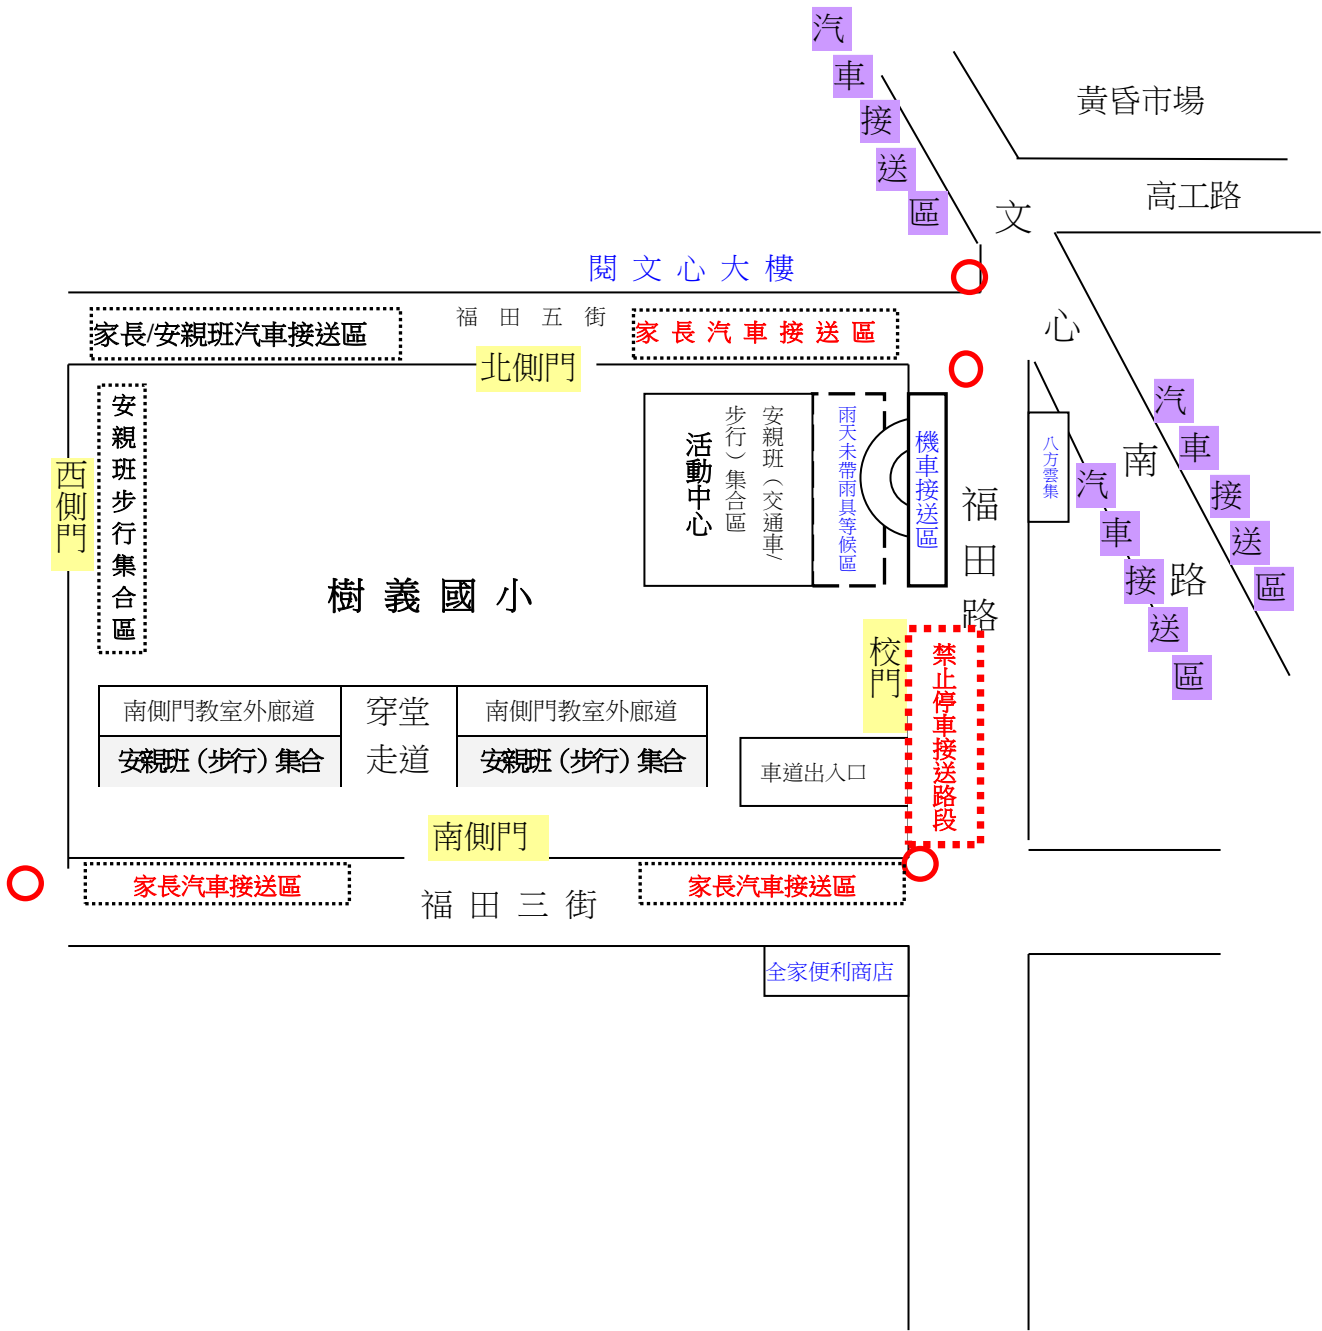 汽車接送區
黃昏市場
高工路
文心南路
閱文心大樓
福田五街
家長/安親班汽車接送區
家長汽車接送區
北側門
安親班步行集合區
西側門
活動中心
安親班（交通車/
步行）集合區
雨天未帶雨具等候區
機車接送區
福田路
八方雲集
汽車接送區
汽車接送區
樹義國小
校門
禁止停車接送路段
南側門教室外廊道
安親班（步行）集合
穿堂
走道
南側門教室外廊道
安親班（步行）集合
車道出入口
南側門
家長汽車接送區
福田三街
家長汽車接送區
全家便利商店